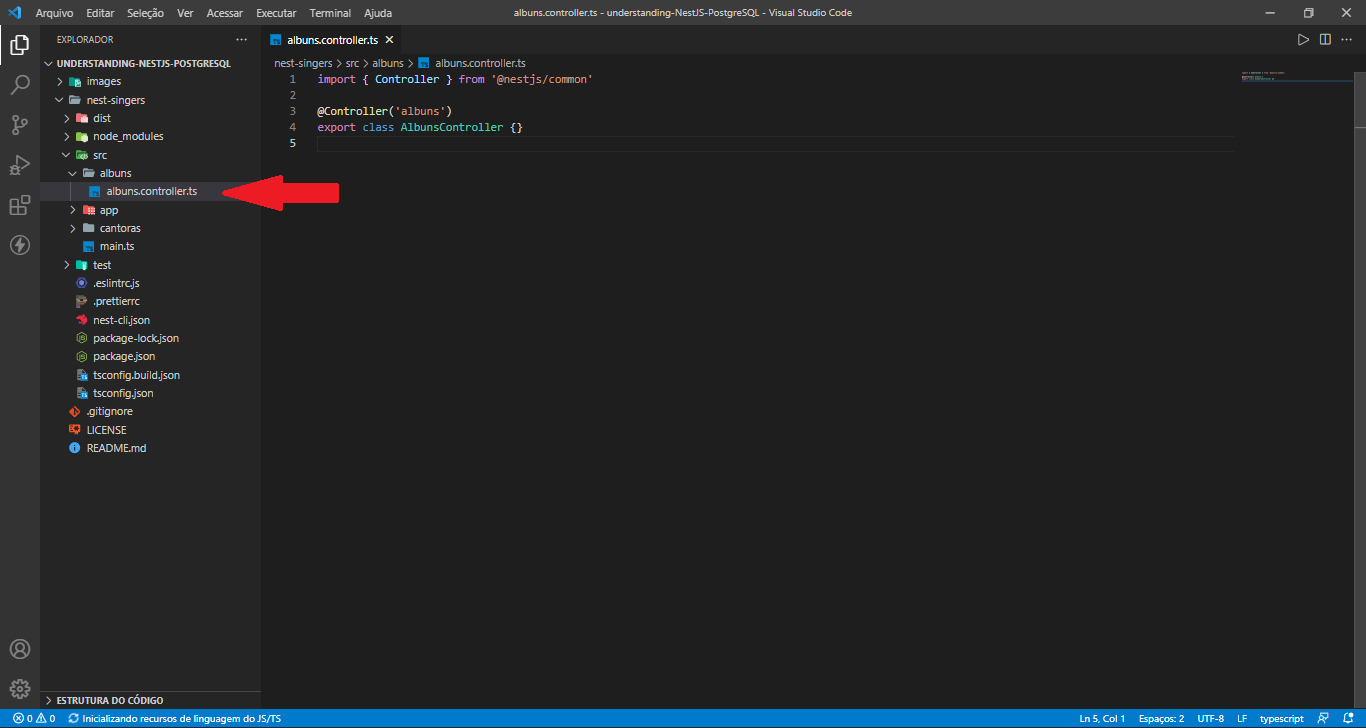 Arquivo Editar Seleção Ver Acessar Executar Terminal Ajuda albuns.controller.ts - understanding-NestJS-PostgreSQL - Visual Studio Code
EXPLORADOR
albuns.controller.ts
UNDERSTANDING-NESTJS-POSTGRESQL
images
nest-singers
dist
node_modules
src
albuns
albuns.controller.ts
app
cantoras
main.ts
test
.eslintrc.js
.prettierrc
nest-cli.json
package-lock.json
package.json
tsconfig.build.json
tsconfig.json
.gitignore
LICENSE
README.md
ESTRUTURA DO CÓDIGO
nest-singers > src > albuns > albuns.controller.ts
1 import { Controller } from '@nestjs/common'
2
3 @Controller('albuns')
4 export class AlbunsController {}
5
0 0 Inicializando recursos de linguagem do JS/TS Ln 5, Col 1 Espaços: 2 UTF-8 LF typescript